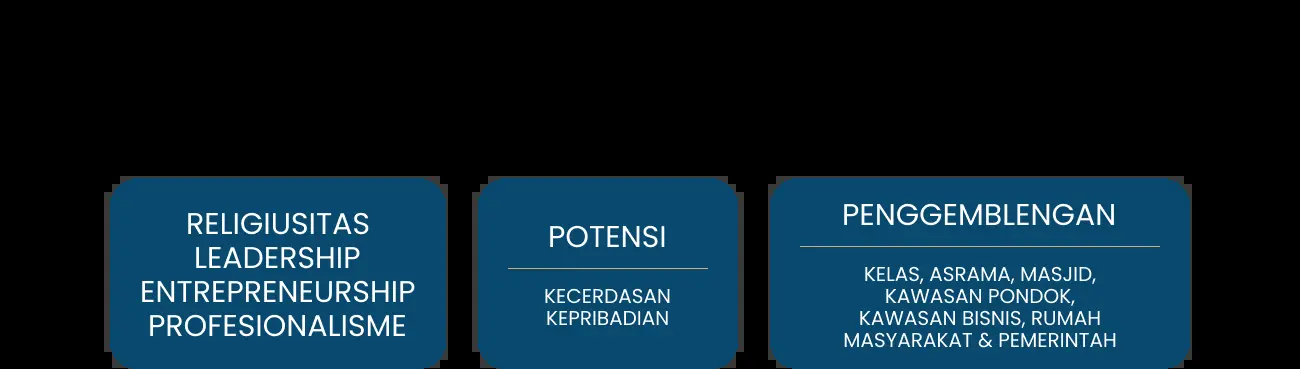 RELIGIUSITAS
LEADERSHIP
ENTREPRENEURSHIP
PROFESIONALISME
POTENSI
KECERDASAN
KEPRIBADIAN
PENGGEMBLENGAN
KELAS, ASRAMA, MASJID,
KAWASAN PONDOK,
KAWASAN BISNIS, RUMAH
MASYARAKAT & PEMERINTAH